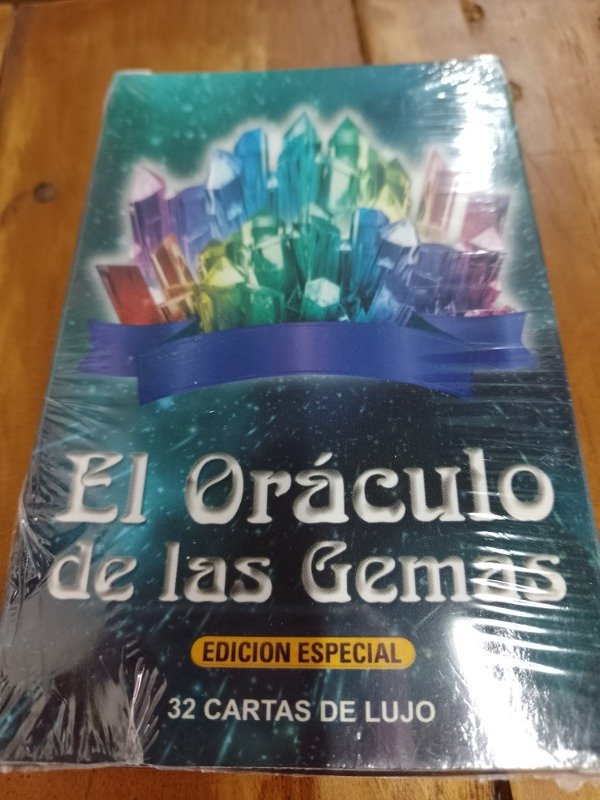 El Oráculo
de las Gemas
EDICION ESPECIAL
32 CARTAS DE LUJO